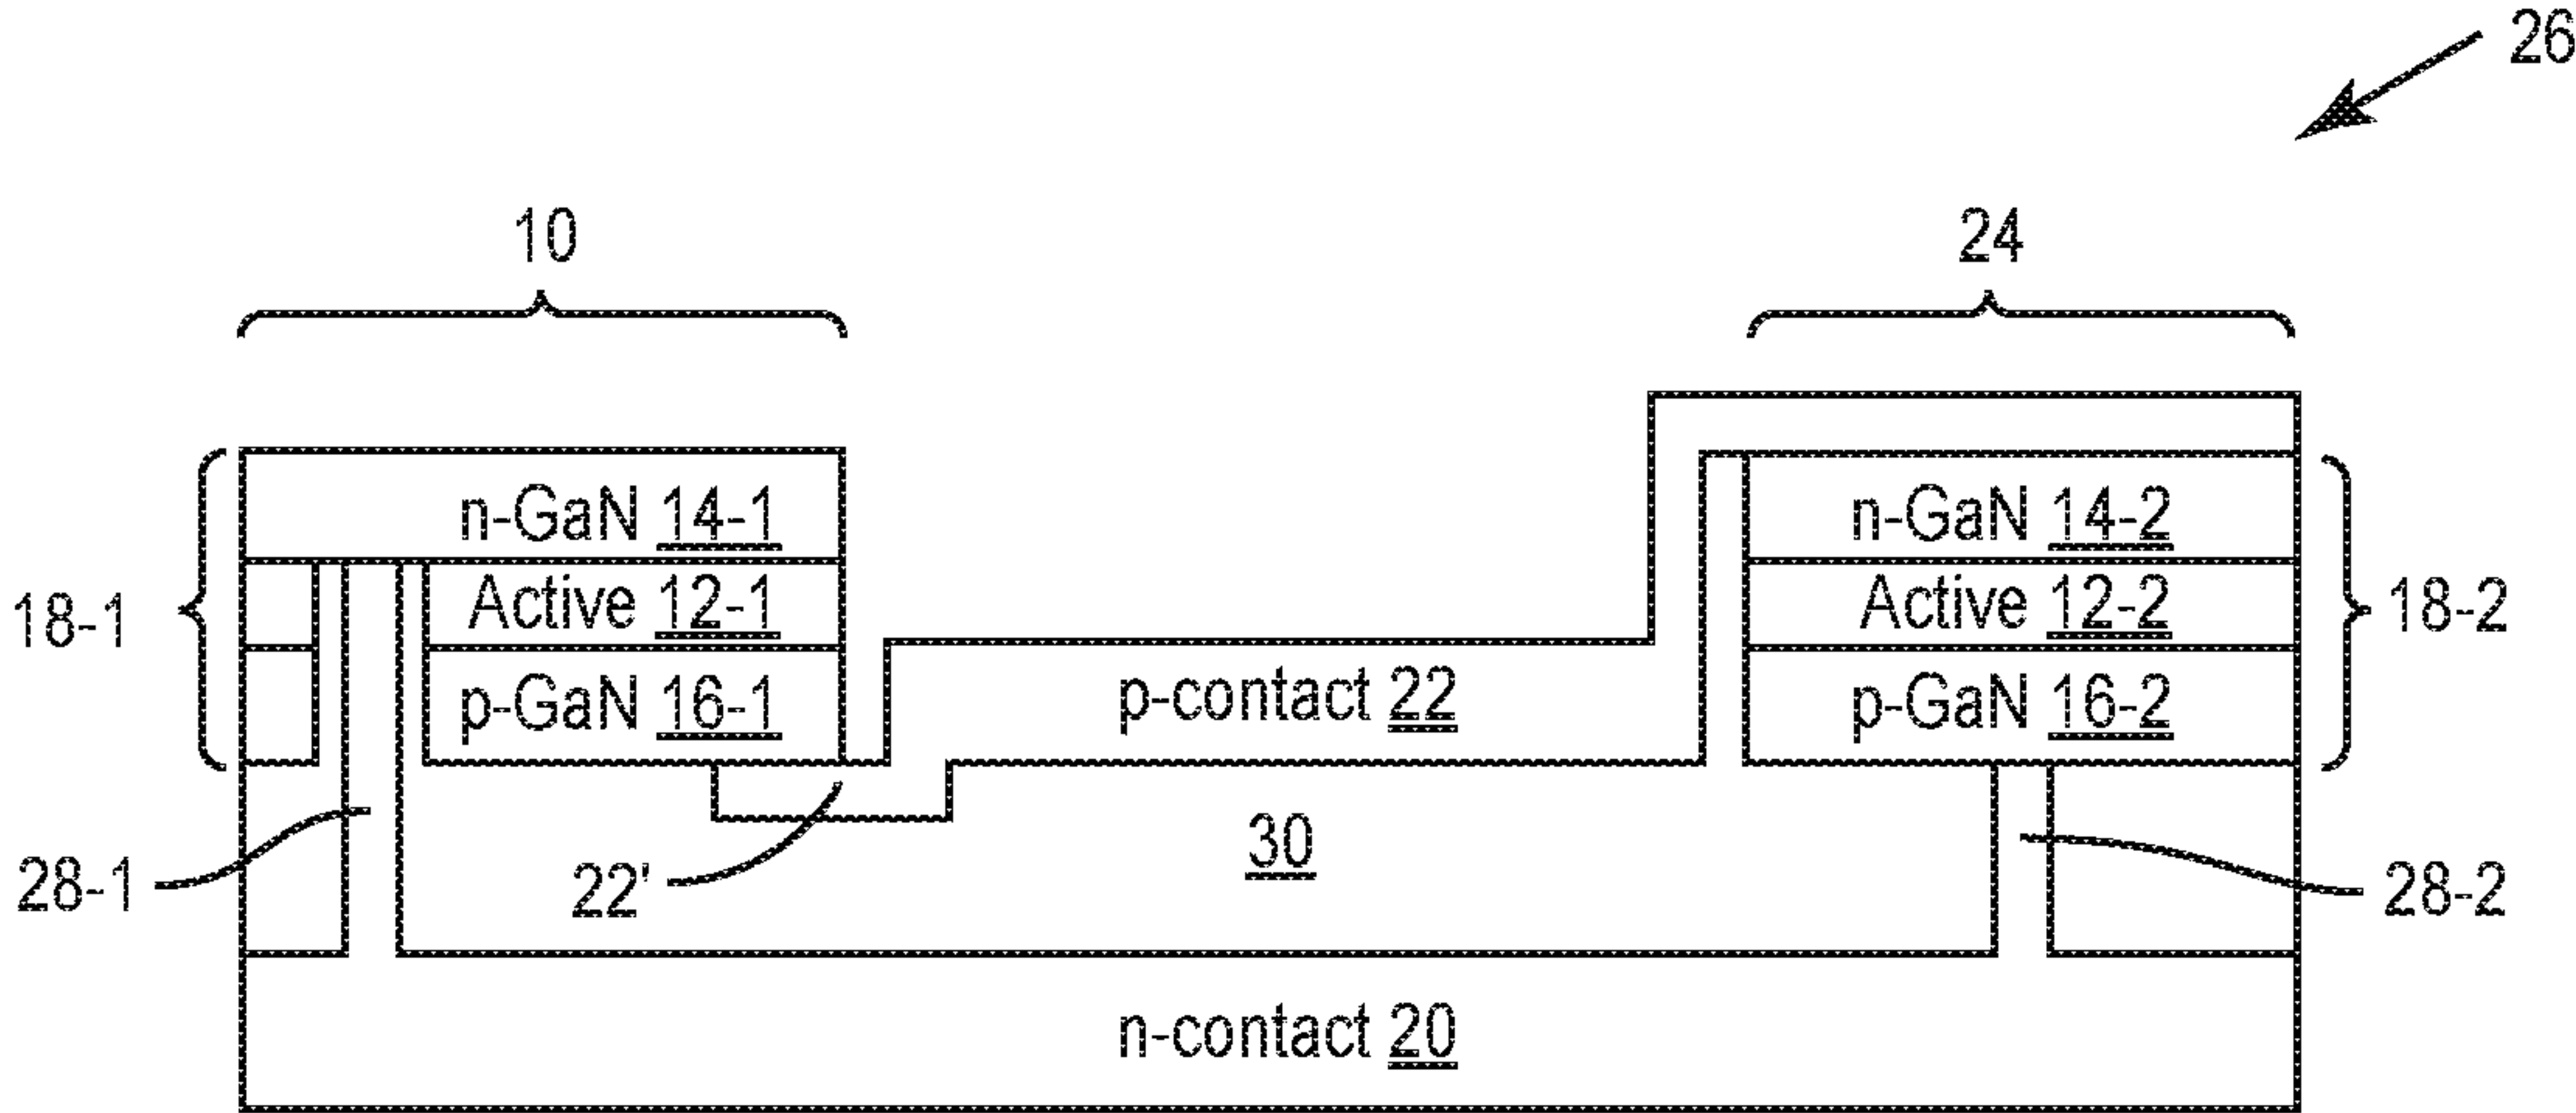 26
10
24
n-GaN 14-1
n-GaN 14-2
18-1
Active 12-1
Active 12-2
18-2
p-GaN 16-1
p-contact 22
p-GaN 16-2
28-1
22'
30
28-2
n-contact 20